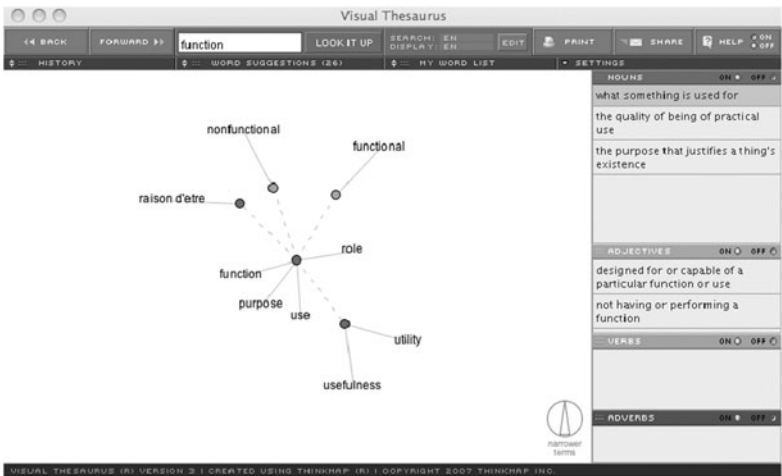 Visual Thesaurus
<< BACK
FORWARD >>
function
LOOK IT UP
SEARCH: EN
DISPLAY: EN
EDIT
PRINT
SHARE
HELP
ON
OFF
HISTORY
WORD SUGGESTIONS (26)
MY WORD LIST
SETTINGS
nonfunctional
functional
raison d'etre
role
function
purpose
use
utility
usefulness
narrower
terms
NOUNS ON OFF
what something is used for
the quality of being of practical
use
the purpose that justifies a thing's
existence
ADJECTIVES ON OFF
designed for or capable of a
particular function or use
not having or performing a
function
VERBS ON OFF
ADVERBS ON OFF
VISUAL THESAURUS (R) VERSION 3 | CREATED USING THINKMAP (R) | COPYRIGHT 2007 THINKMAP INC.